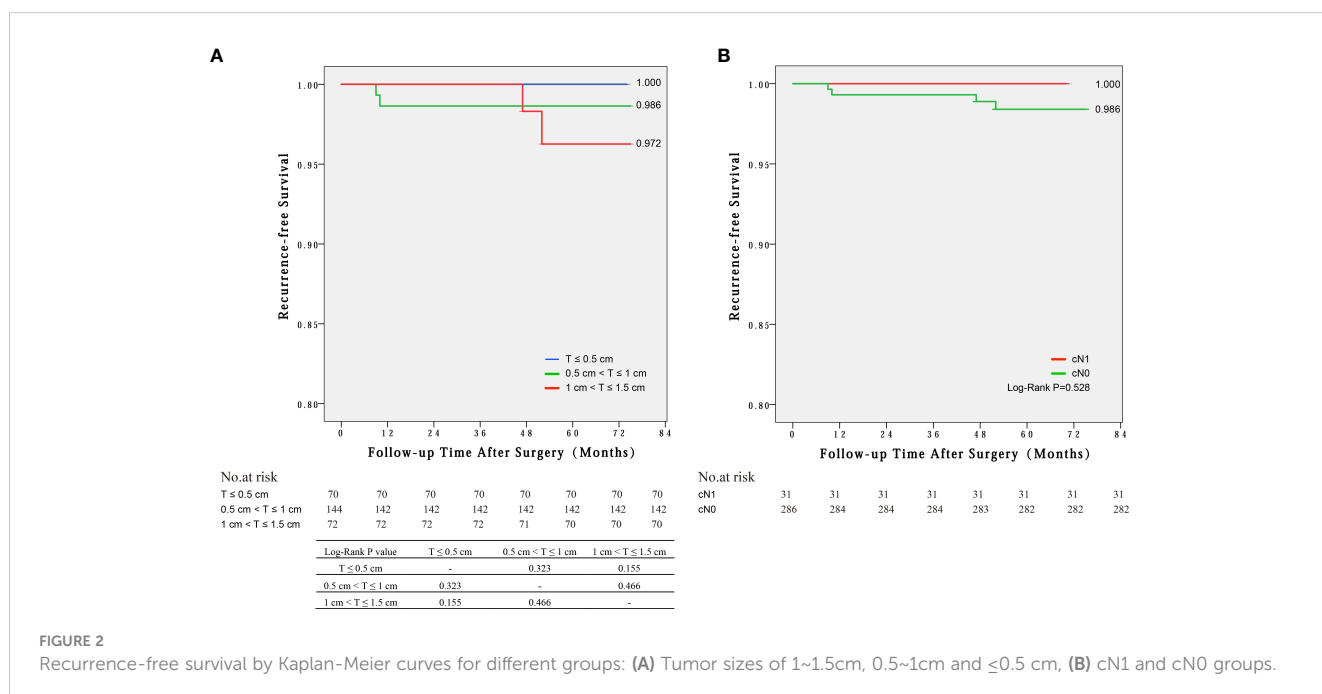 A
1.00
0.95
0.90
0.85
0.80
Recurrence-free Survival
1.000
0.986
0.972
T ≤ 0.5 cm
0.5 cm < T ≤ 1 cm
1 cm < T ≤ 1.5 cm
0 12 24 36 48 60 72 84
Follow-up Time After Surgery (Months)
No.at risk
T ≤ 0.5 cm 70 70 70 70 70 70 70 70
0.5 cm < T ≤ 1 cm 144 142 142 142 142 142 142 142
1 cm < T ≤ 1.5 cm 72 72 72 72 71 70 70 70
Log-Rank P value T ≤ 0.5 cm 0.5 cm < T ≤ 1 cm 1 cm < T ≤ 1.5 cm
T ≤ 0.5 cm - 0.323 0.155
0.5 cm < T ≤ 1 cm 0.323 - 0.466
1 cm < T ≤ 1.5 cm 0.155 0.466 -
B
1.00
0.95
0.90
0.85
0.80
Recurrence-free Survival
1.000
0.986
cN1
cN0
Log-Rank P=0.528
0 12 24 36 48 60 72 84
Follow-up Time After Surgery (Months)
No.at risk
cN1 31 31 31 31 31 31 31 31
cN0 286 284 284 284 283 282 282 282
FIGURE 2
Recurrence-free survival by Kaplan-Meier curves for different groups: (A) Tumor sizes of 1~1.5cm, 0.5~1cm and ≤0.5 cm, (B) cN1 and cN0 groups.